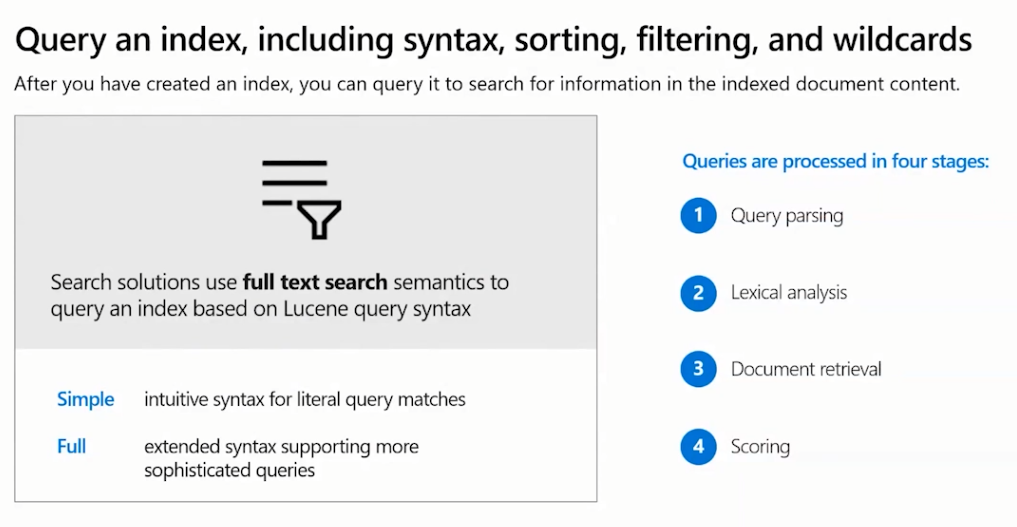 Query an index, including syntax, sorting, filtering, and wildcards
After you have created an index, you can query it to search for information in the indexed document content.
Search solutions use full text search semantics to
query an index based on Lucene query syntax
Simple intuitive syntax for literal query matches
Full extended syntax supporting more
sophisticated queries
Queries are processed in four stages:
1 Query parsing
2 Lexical analysis
3 Document retrieval
4 Scoring